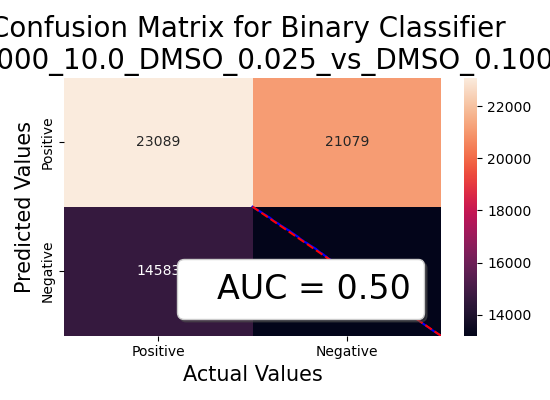 Confusion Matrix for Binary Classifier
000_10.0_DMSO_0.025_vs_DMSO_0.100
Predicted Values
Positive
Negative
23089
21079
14583
AUC = 0.50
22000
20000
18000
16000
14000
Positive
Negative
Actual Values